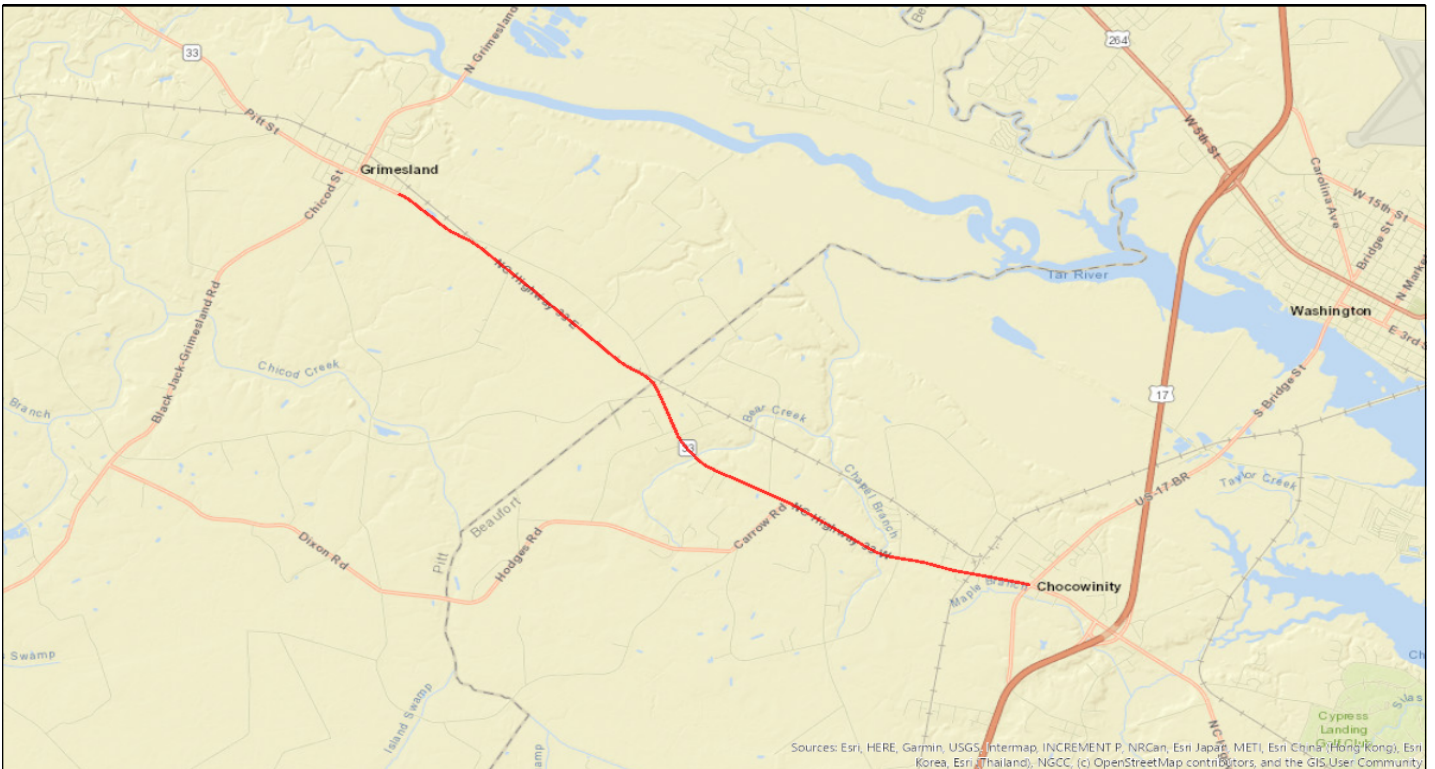 33
264
N Grimesland
Pitt St
W 5th St
Grimesland
Carolina Ave
W 15th St
Chicod St
Bridge St
N Market
Tar River
NC Highway 33 E
Washington
E 3rd S
Black Jack-Grimesland Rd
Chicod Creek
17
S Bridge St
Branch
Bear Creek
33
Chapel Branch
US-17-BR
Taylor Creek
Beaufort
Pitt
Carrow Rd
NC Highway 33 W
Dixon Rd
Hodges Rd
Maple Branch
Chocowinity
Swamp
Island Swamp
Cypress
Landing
Golf Club
Sources: Esri, HERE, Garmin, USGS, Intermap, INCREMENT P, NRCan, Esri Japan, METI, Esri China (Hong Kong), Esri
Korea, Esri (Thailand), NGCC, (c) OpenStreetMap contributors, and the GIS User Community